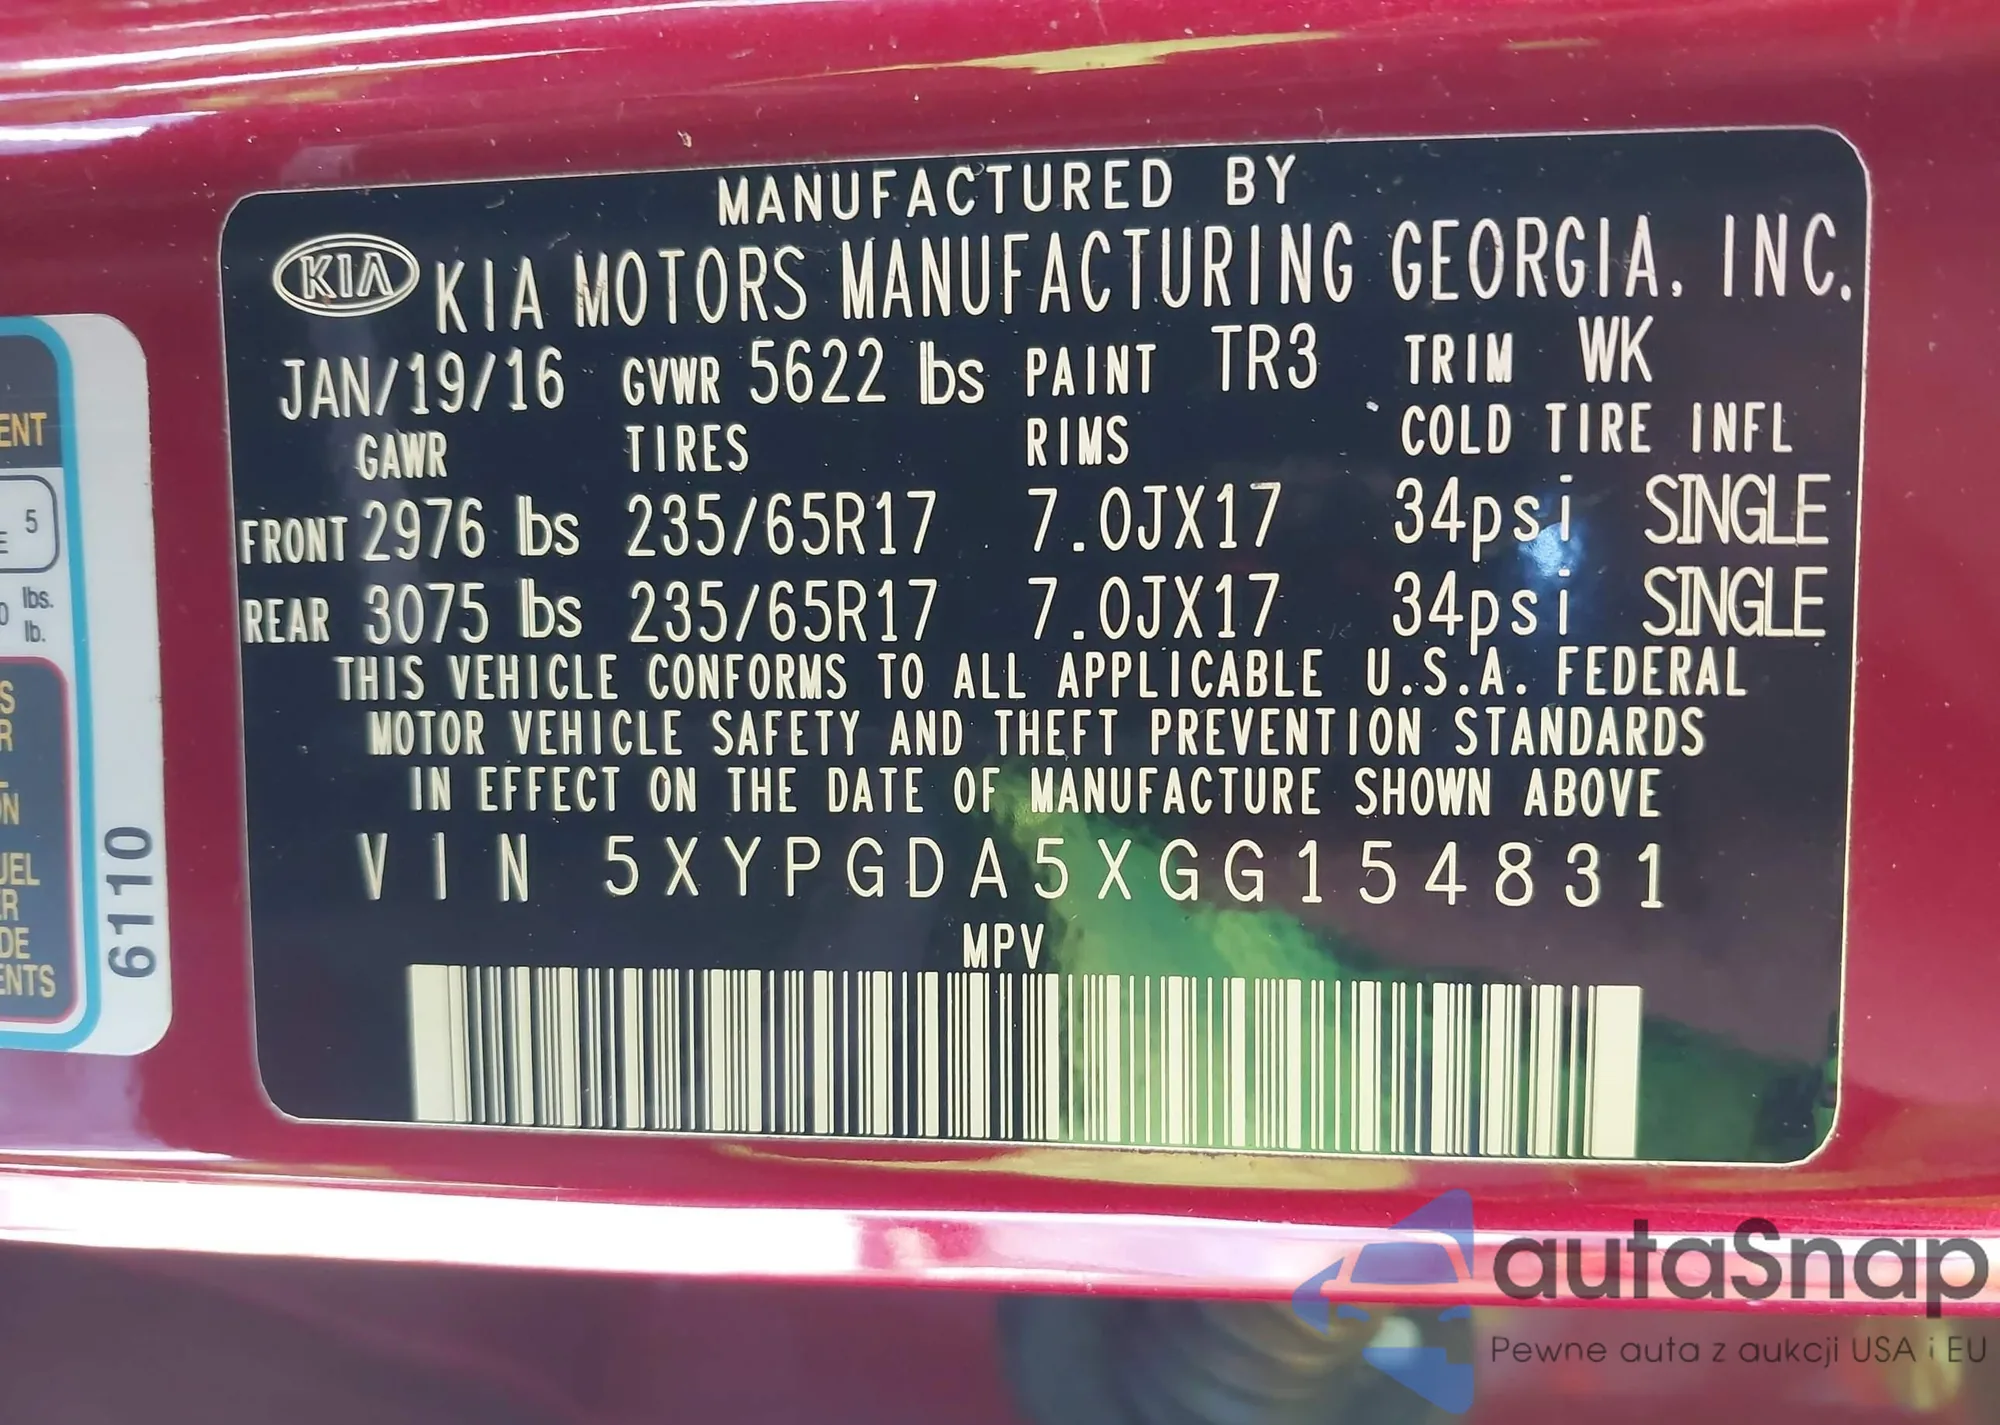 MANUFACTURED BY
KIA KIA MOTORS MANUFACTURING GEORGIA, INC.
JAN/19/16 GVWR 5622 lbs PAINT TR3 TRIM WK
GAWR TIRES RIMS COLD TIRE INFL
FRONT 2976 lbs 235/65R17 7.0JX17 34psi SINGLE
REAR 3075 lbs 235/65R17 7.0JX17 34psi SINGLE
THIS VEHICLE CONFORMS TO ALL APPLICABLE U.S.A. FEDERAL
MOTOR VEHICLE SAFETY AND THEFT PREVENTION STANDARDS
IN EFFECT ON THE DATE OF MANUFACTURE SHOWN ABOVE
VIN 5XYPGDA5XGG154831
MPV
5
lbs.
lb.
6110
autaSnap
Pewne auta z aukcji USA i EU